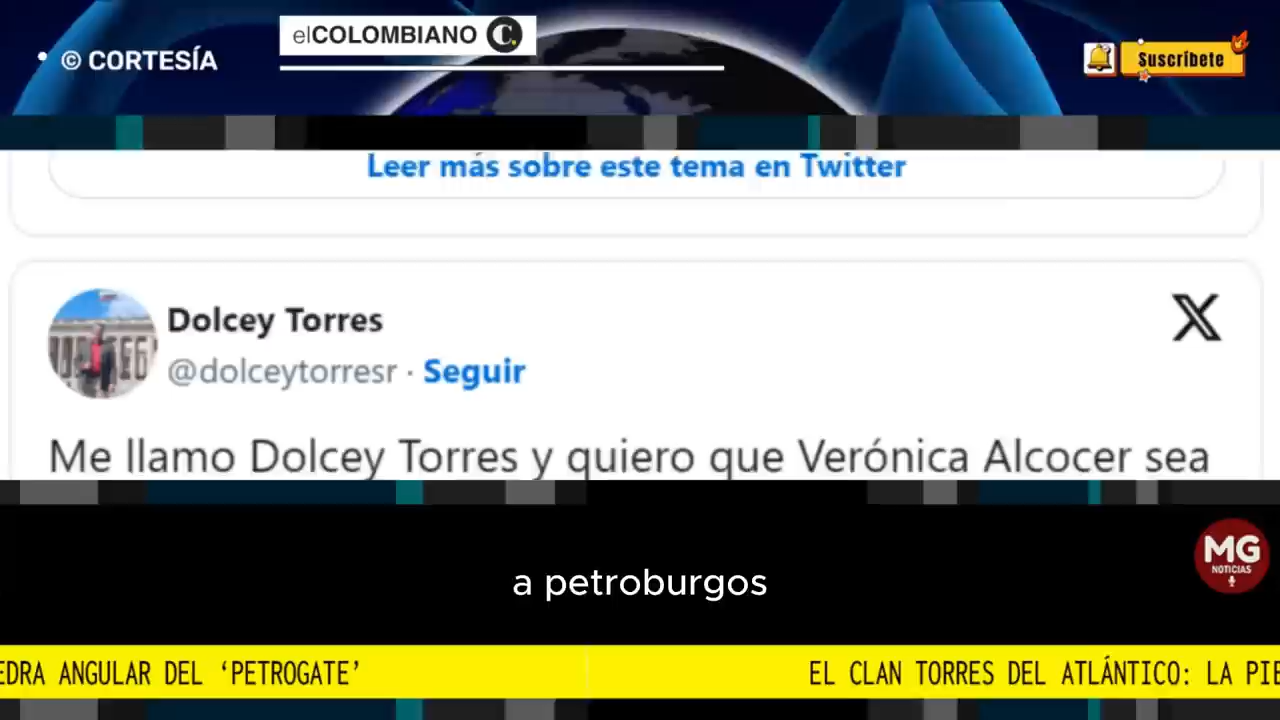 elCOLOMBIANO C.
© CORTESÍA
Suscríbete
Leer más sobre este tema en Twitter
Dolcey Torres
@dolceytorresr · Seguir
Me llamo Dolcey Torres y quiero que Verónica Alcocer sea
a petroburgos
MG
NOTICIAS
EDRA ANGULAR DEL ‘PETROGATE’
EL CLAN TORRES DEL ATLÁNTICO: LA PIE